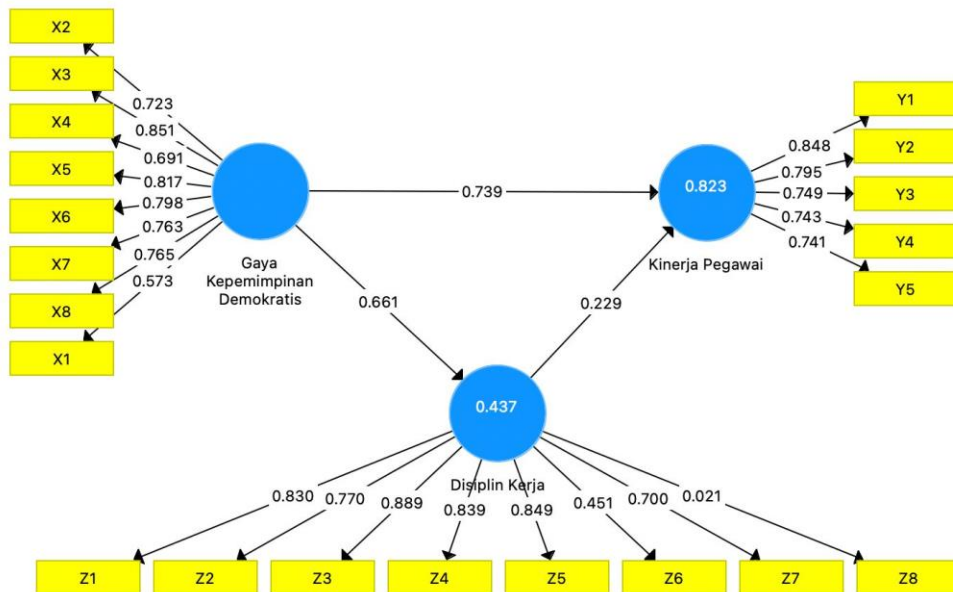 X2
X3
X4
X5
X6
X7
X8
X1
0.723
0.851
0.691
0.817
0.798
0.763
0.765
0.573
Gaya
Kepemimpinan
Demokratis
0.739
0.661
0.229
0.823
Kinerja Pegawai
0.848
0.795
0.749
0.743
0.741
Y1
Y2
Y3
Y4
Y5
0.437
Disiplin Kerja
0.830
0.770
0.889
0.839
0.849
0.451
0.700
0.021
Z1
Z2
Z3
Z4
Z5
Z6
Z7
Z8